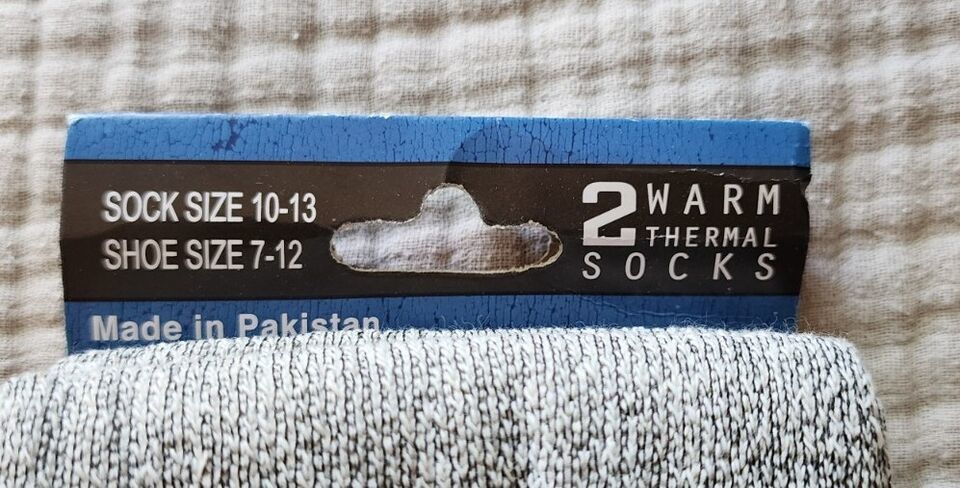 SOCK SIZE 10-13
SHOE SIZE 7-12
Made in Pakistan
2 WARM
THERMAL
SOCKS